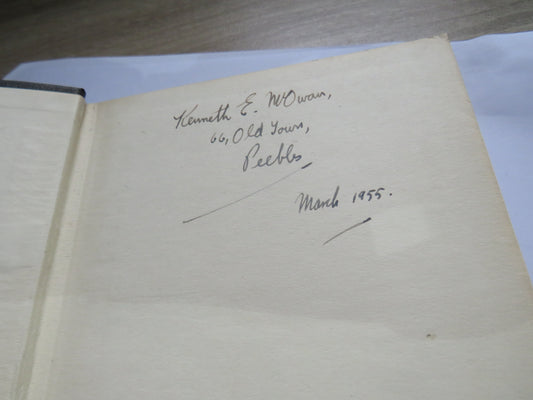 Kenneth E. McOwan,
66, Old Town,
Peebles
March 1955.